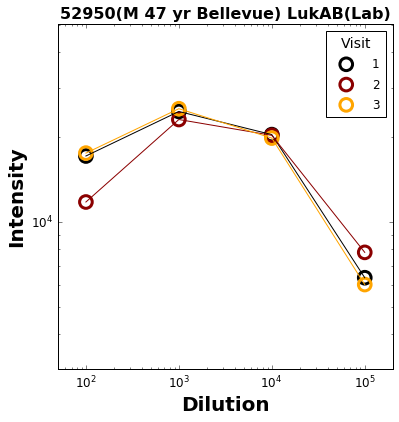 52950(M 47 yr Bellevue) LukAB(Lab)
Visit
1
2
3
Intensity
10^4
10^2 10^3 10^4 10^5
Dilution